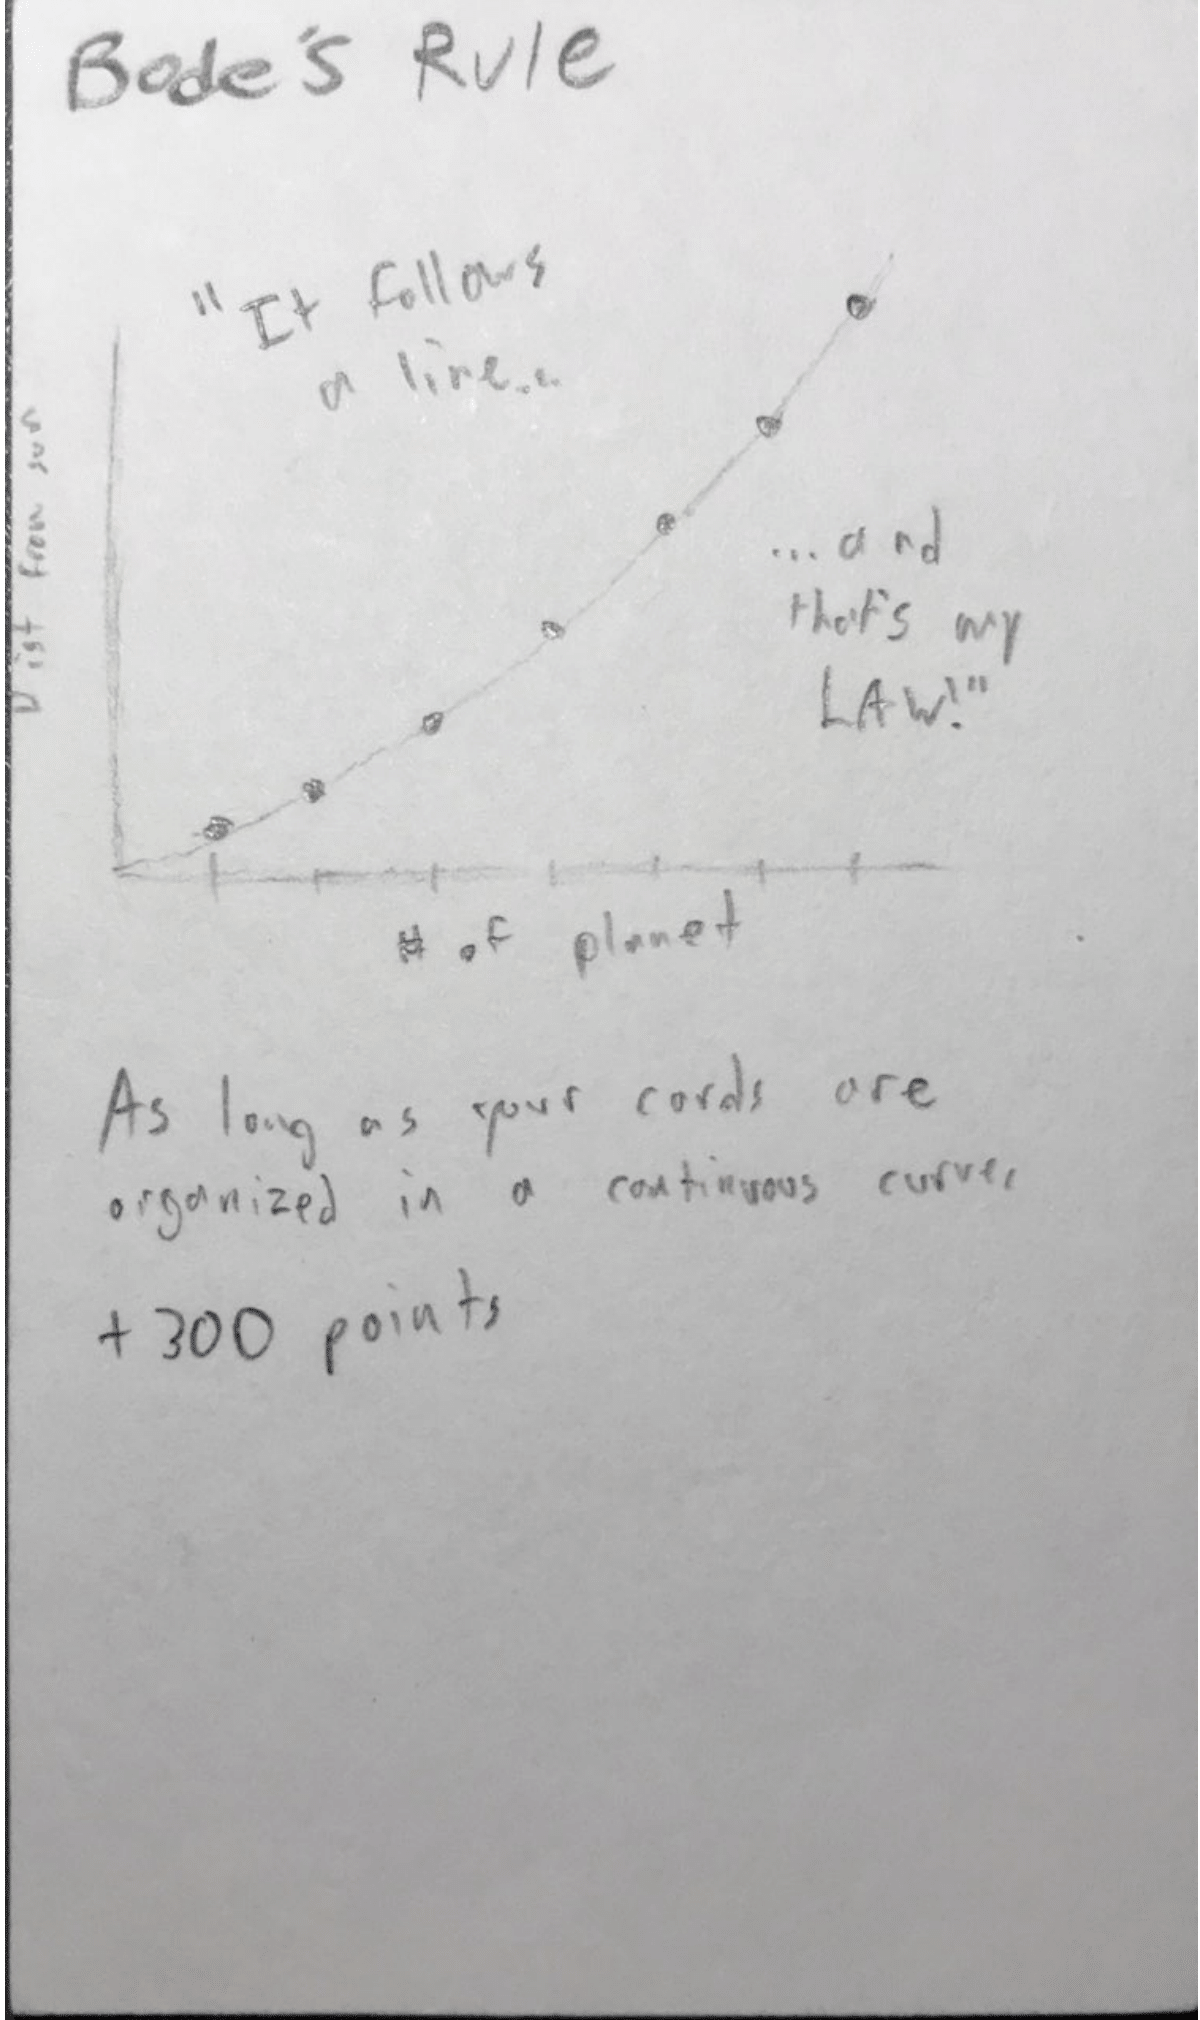 Bode's Rule
"It follows
a line...
Dist from sun
...and
that's my
LAW!"
# of planet
As long as your cards are
organized in a continuous curve,
+300 points